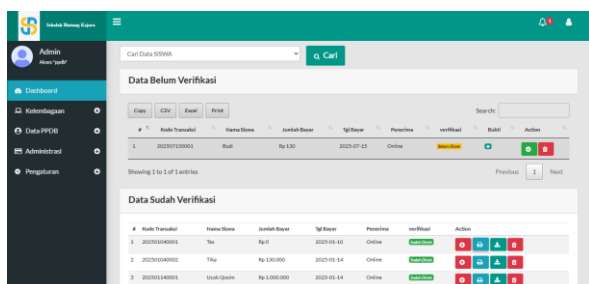 Sekolah Bintang Kejora
1
Admin
Akses "ppdb"
Cari Data SISWA
Cari
Dashboard
Kelembagaan
Data PPDB
Administrasi
Pengaturan
Data Belum Verifikasi
Copy CSV Excel Print
Search:
# Kode Transaksi Nama Siswa Jumlah Bayar Tgl Bayar Penerima verifikasi Bukti Action
1 202507150001 Budi Rp 130 2025-07-15 Online Belum Dicek
Showing 1 to 1 of 1 entries
Previous 1 Next
Data Sudah Verifikasi
# Kode Transaksi Nama Siswa Jumlah Bayar Tgl Bayar Penerima verifikasi Action
1 202501040001 Tes Rp 0 2025-01-10 Online Sudah Dicek
2 202501040002 Tika Rp 130.000 2025-01-14 Online Sudah Dicek
3 202501140001 Ucok Qosim Rp 1.000.000 2025-01-14 Online Sudah Dicek